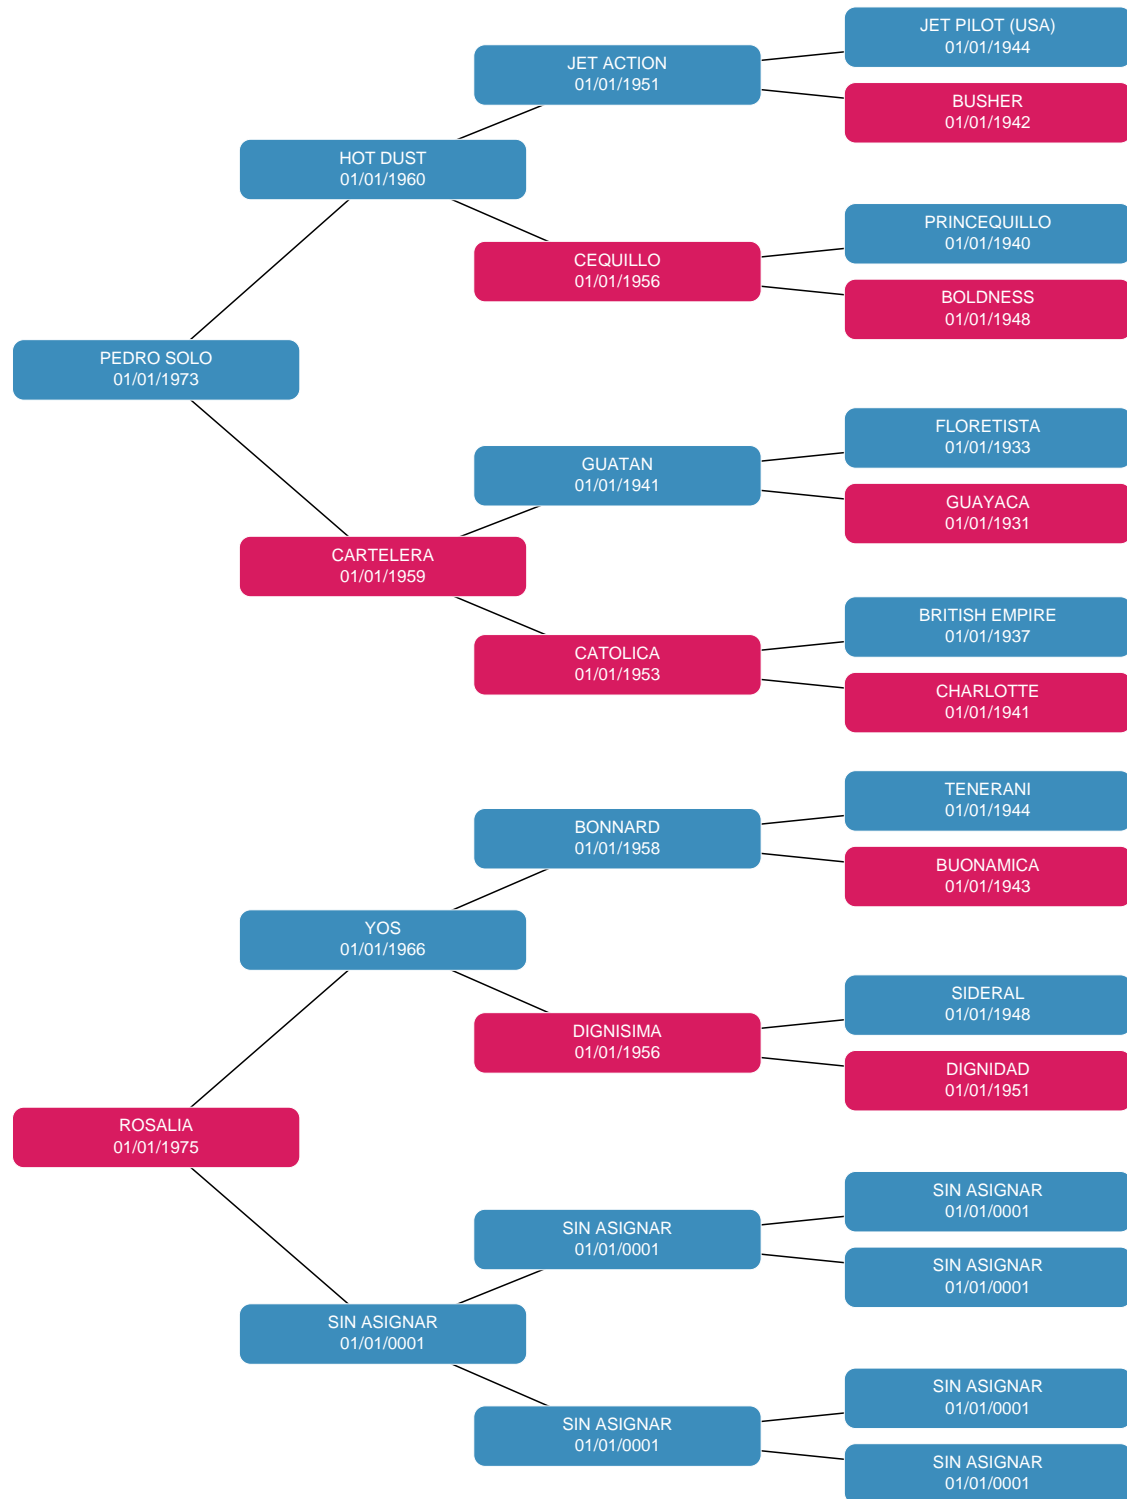 JET PILOT (USA)
01/01/1944
JET ACTION
01/01/1951
BUSHER
01/01/1942
HOT DUST
01/01/1960
PRINCEQUILLO
01/01/1940
CEQUILLO
01/01/1956
BOLDNESS
01/01/1948
PEDRO SOLO
01/01/1973
FLORETISTA
01/01/1933
GUATAN
01/01/1941
GUAYACA
01/01/1931
CARTELERA
01/01/1959
BRITISH EMPIRE
01/01/1937
CATOLICA
01/01/1953
CHARLOTTE
01/01/1941
TENERANI
01/01/1944
BONNARD
01/01/1958
BUONAMICA
01/01/1943
YOS
01/01/1966
SIDERAL
01/01/1948
DIGNISIMA
01/01/1956
DIGNIDAD
01/01/1951
ROSALIA
01/01/1975
SIN ASIGNAR
01/01/0001
SIN ASIGNAR
01/01/0001
SIN ASIGNAR
01/01/0001
SIN ASIGNAR
01/01/0001
SIN ASIGNAR
01/01/0001
SIN ASIGNAR
01/01/0001
SIN ASIGNAR
01/01/0001